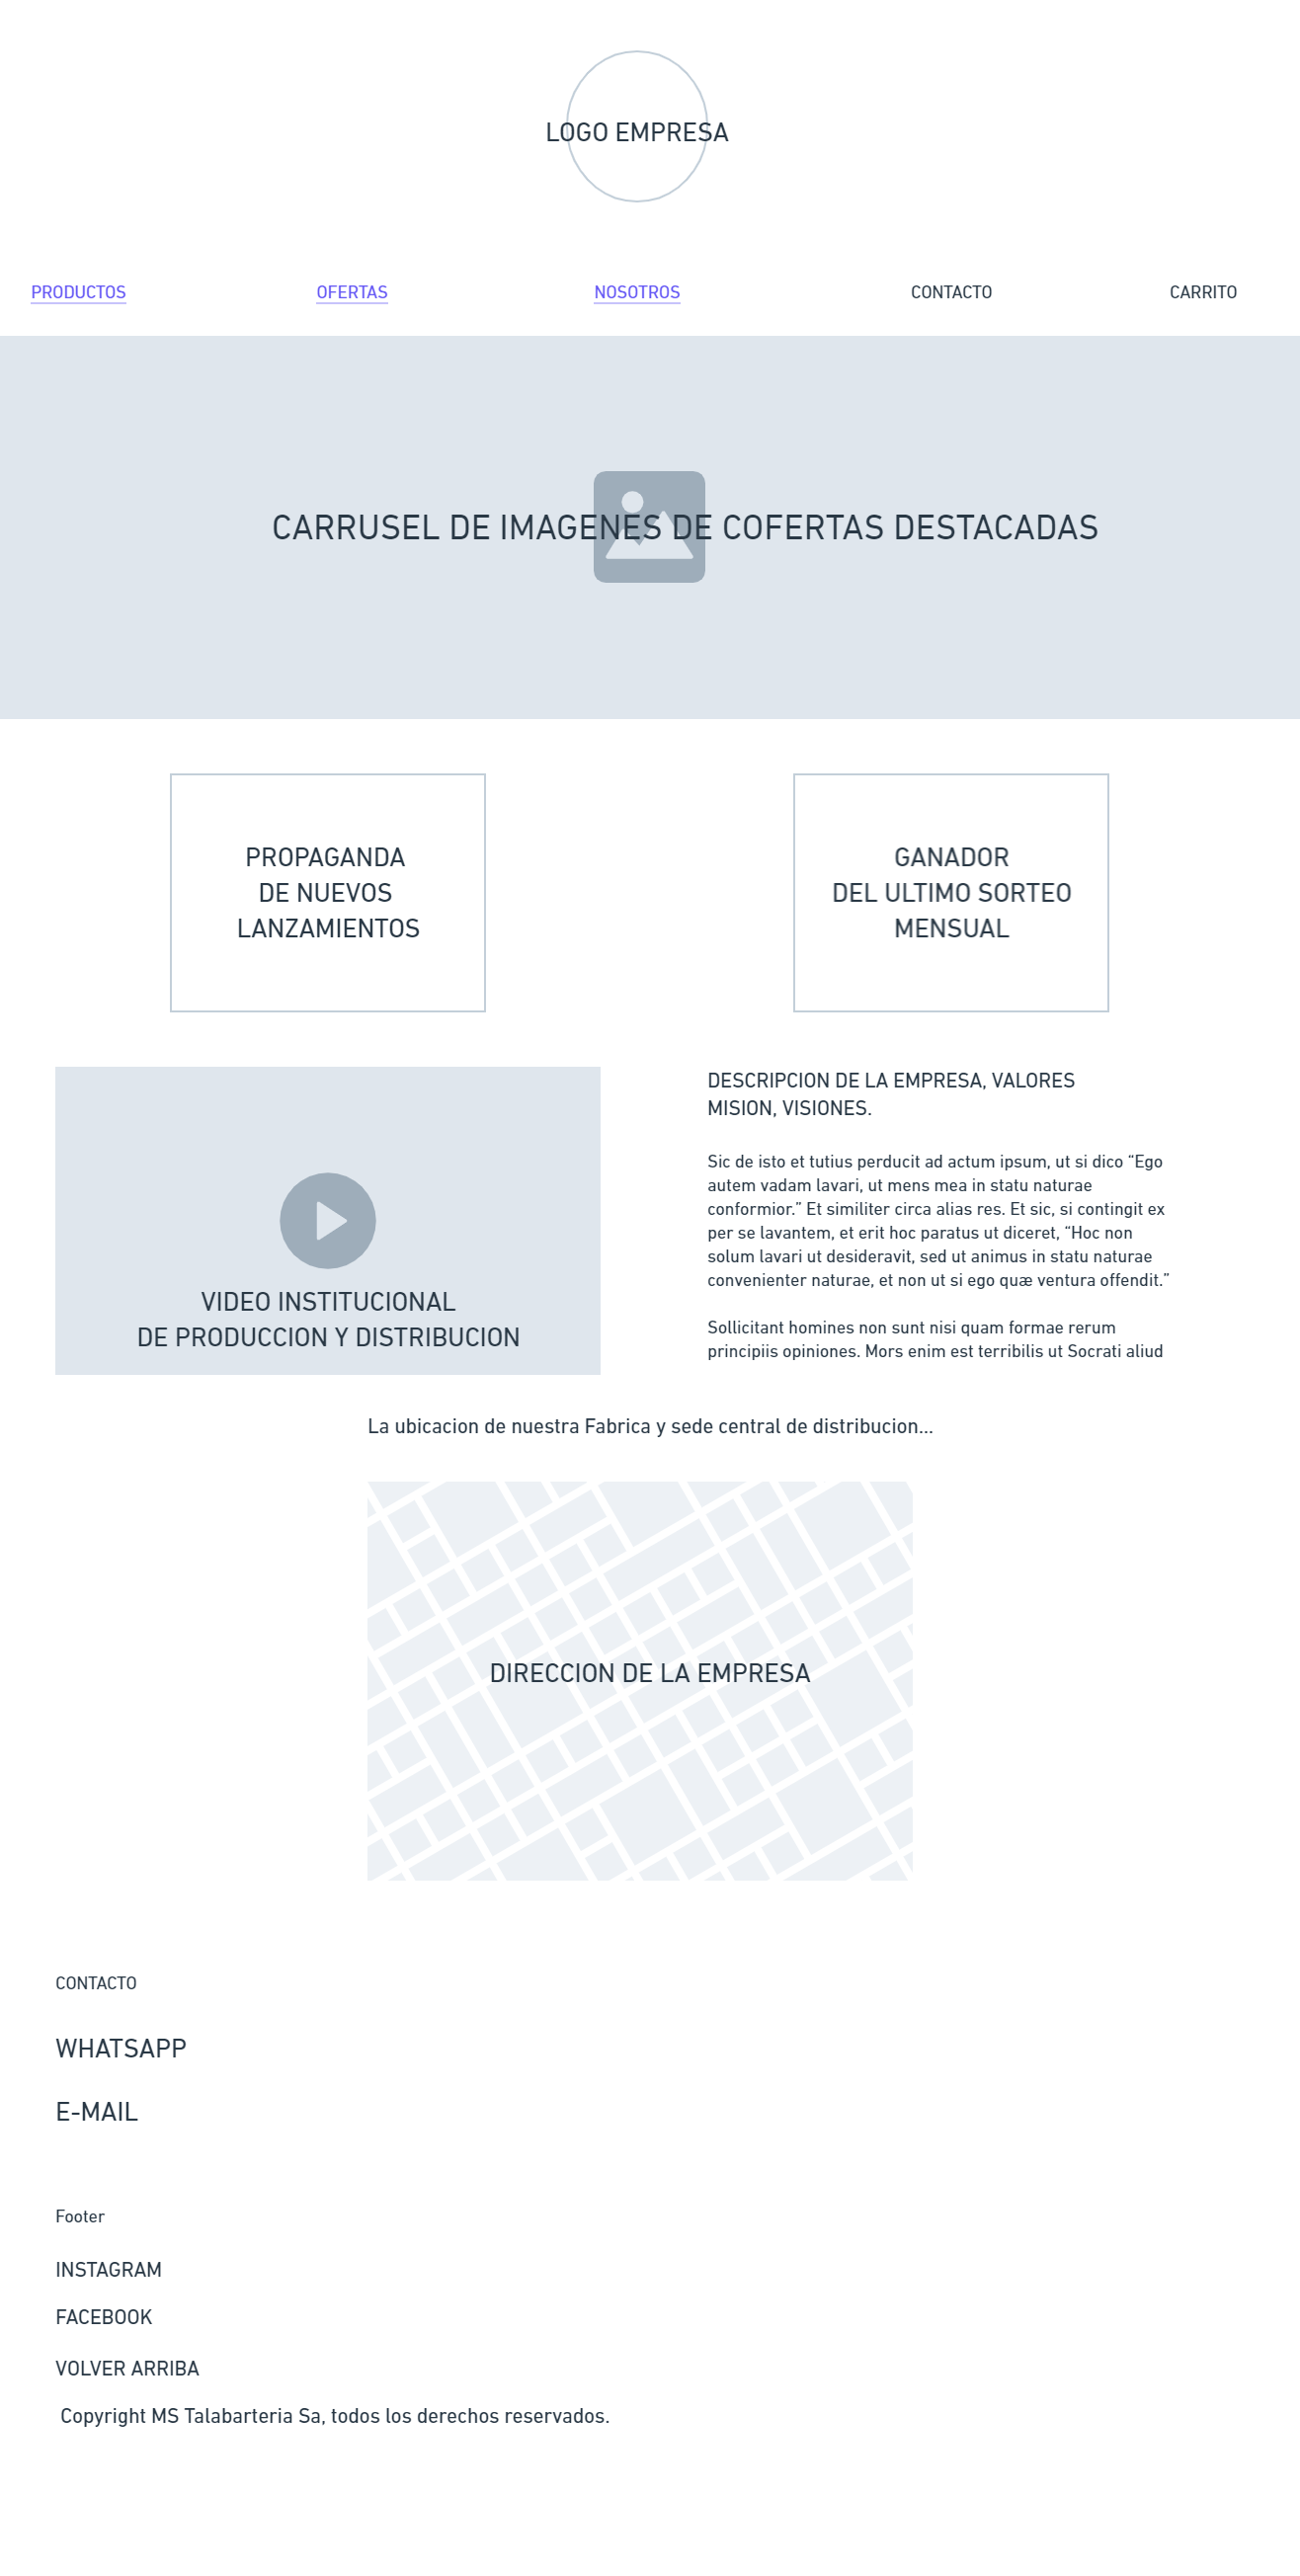 LOGO EMPRESA
PRODUCTOS
OFERTAS
NOSOTROS
CONTACTO
CARRITO
CARRUSEL DE IMAGENES DE COFERTAS DESTACADAS
PROPAGANDA
DE NUEVOS
LANZAMIENTOS
GANADOR
DEL ULTIMO SORTEO
MENSUAL
VIDEO INSTITUCIONAL
DE PRODUCCION Y DISTRIBUCION
DESCRIPCION DE LA EMPRESA, VALORES
MISION, VISIONES.
Sic de isto et tutius perducit ad actum ipsum, ut si dico “Ego
autem vadam lavari, ut mens mea in statu naturae
conformior.” Et similiter circa alias res. Et sic, si contingit ex
per se lavantem, et erit hoc paratus ut diceret, “Hoc non
solum lavari ut desideravit, sed ut animus in statu naturae
convenienter naturae, et non ut si ego quæ ventura offendit.”
Sollicitant homines non sunt nisi quam formae rerum
principiis opiniones. Mors enim est terribilis ut Socrati aliud
La ubicacion de nuestra Fabrica y sede central de distribucion...
DIRECCION DE LA EMPRESA
CONTACTO
WHATSAPP
E-MAIL
Footer
INSTAGRAM
FACEBOOK
VOLVER ARRIBA
Copyright MS Talabarteria Sa, todos los derechos reservados.